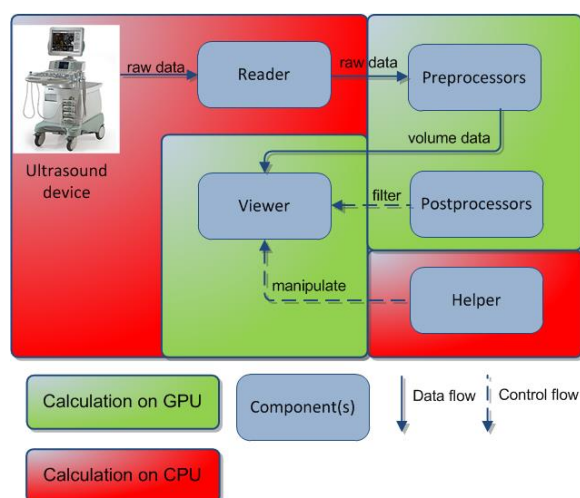 raw data
Reader
raw data
Preprocessors
Ultrasound
device
volume data
Viewer
filter
Postprocessors
manipulate
Helper
Calculation on GPU
Component(s)
Data flow
Control flow
Calculation on CPU